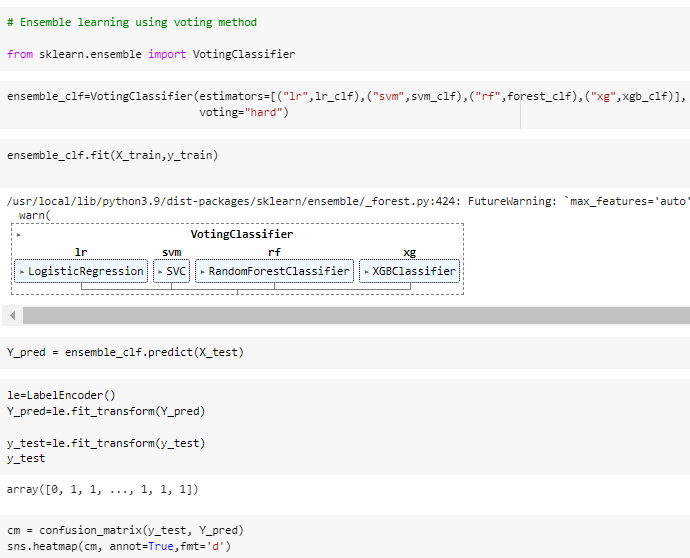 # Ensemble learning using voting method
from sklearn.ensemble import VotingClassifier
ensemble_clf=VotingClassifier(estimators=[("lr",lr_clf),("svm",svm_clf),("rf",forest_clf),("xg",xgb_clf)],
voting="hard")
ensemble_clf.fit(X_train,y_train)
/usr/local/lib/python3.9/dist-packages/sklearn/ensemble/_forest.py:424: FutureWarning: `max_features='auto'
warn(
VotingClassifier
lr svm rf xg
LogisticRegression SVC RandomForestClassifier XGBClassifier
Y_pred = ensemble_clf.predict(X_test)
le=LabelEncoder()
Y_pred=le.fit_transform(Y_pred)
y_test=le.fit_transform(y_test)
y_test
array([0, 1, 1, ..., 1, 1, 1])
cm = confusion_matrix(y_test, Y_pred)
sns.heatmap(cm, annot=True,fmt='d')